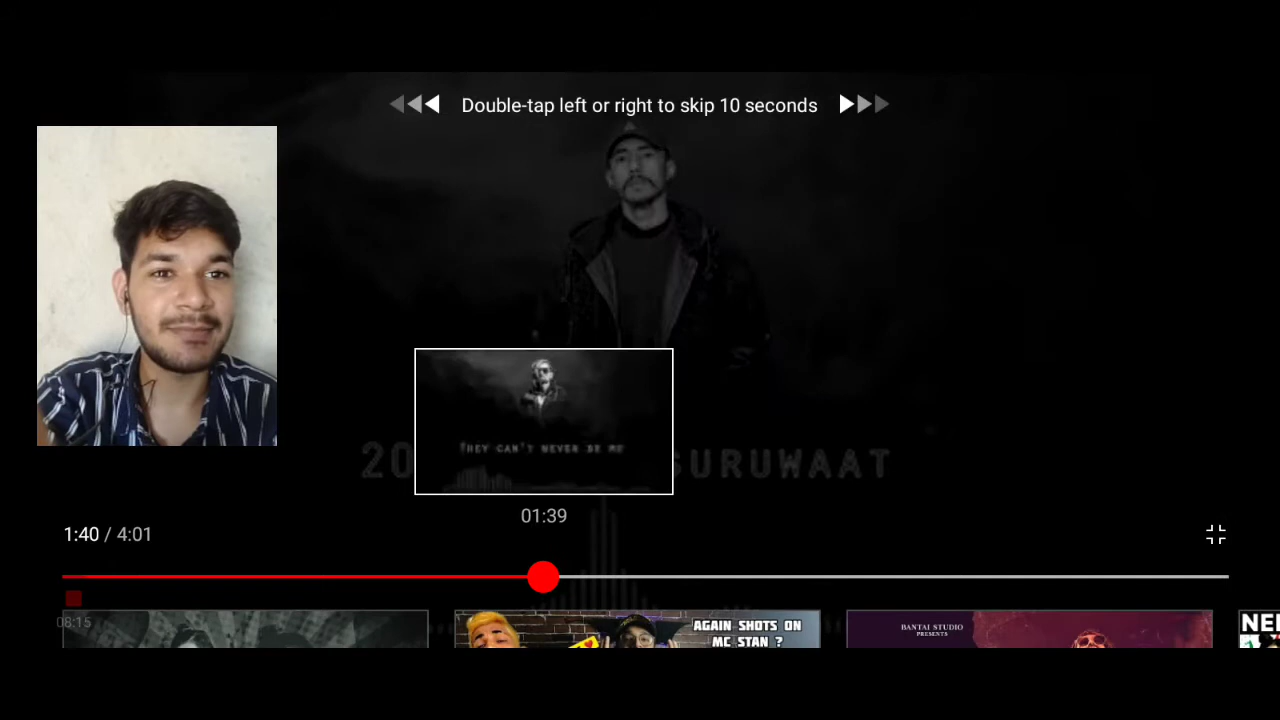 Double-tap left or right to skip 10 seconds
THEY CAN'T NEVER BE ME
20
SURUWAAT
01:39
1:40 / 4:01
08:15
AGAIN SHOTS ON
MC STAN ?
BANTAI STUDIO
PRESENTS